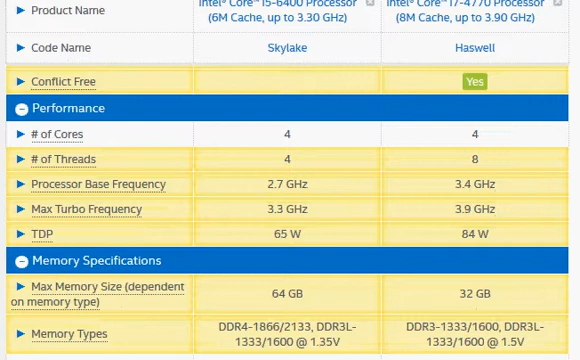 Product Name
Intel® Core™ i5-6400 Processor
(6M Cache, up to 3.30 GHz)
Intel® Core™ i7-4770 Processor
(8M Cache, up to 3.90 GHz)
Code Name
Skylake
Haswell
Conflict Free
Yes
Performance
# of Cores
4
4
# of Threads
4
8
Processor Base Frequency
2.7 GHz
3.4 GHz
Max Turbo Frequency
3.3 GHz
3.9 GHz
TDP
65 W
84 W
Memory Specifications
Max Memory Size (dependent
on memory type)
64 GB
32 GB
Memory Types
DDR4-1866/2133, DDR3L-
1333/1600 @ 1.35V
DDR3-1333/1600, DDR3L-
1333/1600 @ 1.5V